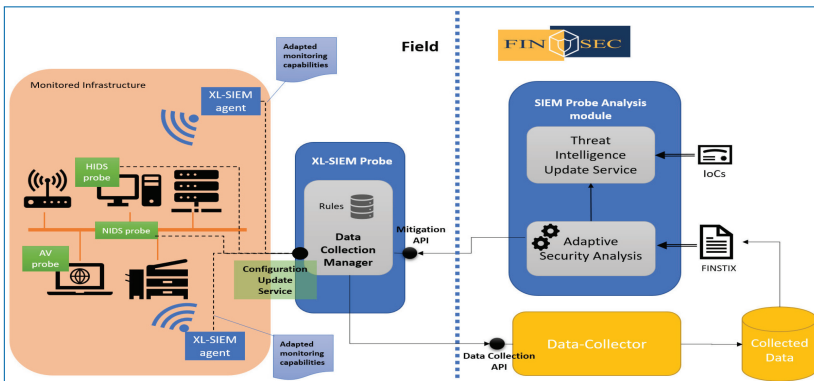 Adapted
monitoring
capabilities
Field
FINSEC
Monitored Infrastructure
XL-SIEM
agent
HIDS
probe
NIDS probe
AV
probe
XL-SIEM
agent
Adapted
monitoring
capabilities
XL-SIEM Probe
Rules
Data
Collection
Manager
Configuration
Update
Service
Mitigation
API
SIEM Probe Analysis
module
Threat
Intelligence
Update Service
IoCs
Adaptive
Security Analysis
FINSTIX
Data Collection
API
Data-Collector
Collected
Data